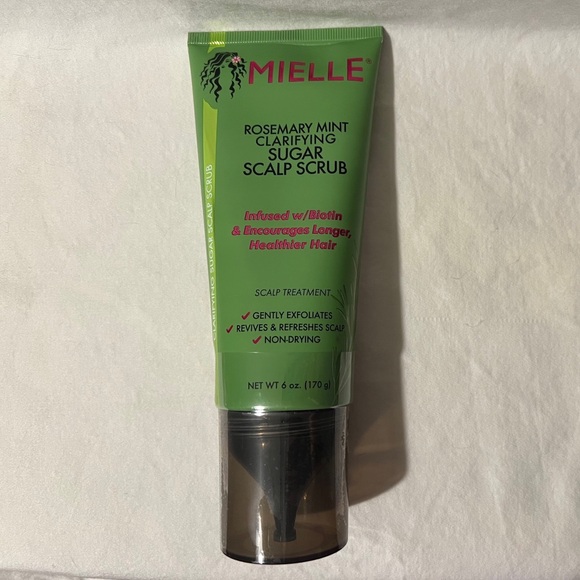 MIELLE®
ROSEMARY MINT
CLARIFYING
SUGAR
SCALP SCRUB
Infused w/Biotin
& Encourages Longer,
Healthier Hair
SCALP TREATMENT
GENTLY EXFOLIATES
REVIVES & REFRESHES SCALP
NON-DRYING
NET WT 6 oz. (170 g)
CLARIFYING SUGAR SCALP SCRUB